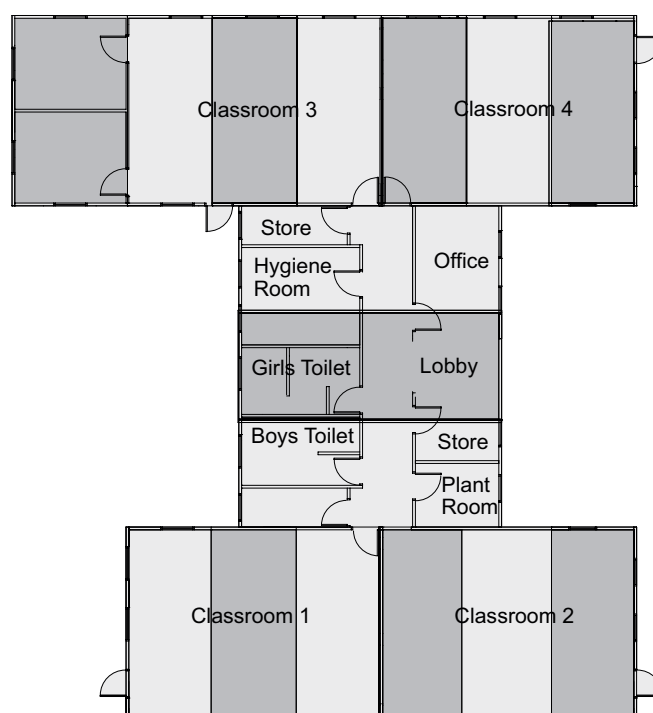 Classroom 3
Classroom 4
Store
Hygiene
Room
Office
Girls Toilet
Lobby
Boys Toilet
Store
Plant
Room
Classroom 1
Classroom 2